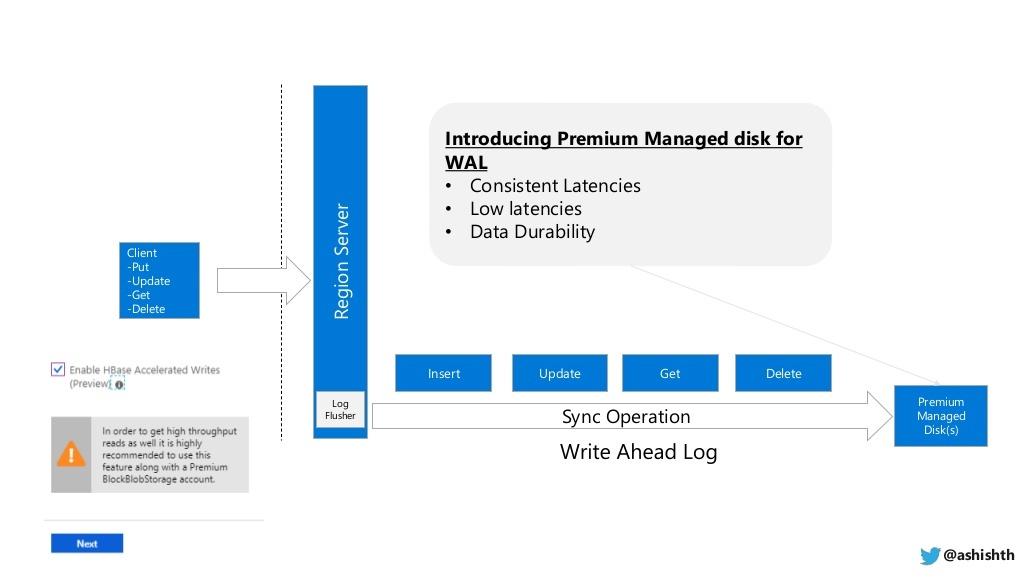 Introducing Premium Managed disk for
WAL
• Consistent Latencies
• Low latencies
• Data Durability
Region Server
Client
-Put
-Update
-Get
-Delete
Enable HBase Accelerated Writes
(Preview)
In order to get high throughput
reads as well it is highly
recommended to use this
feature along with a Premium
BlockBlobStorage account.
Next
Log
Flusher
Insert
Update
Get
Delete
Sync Operation
Write Ahead Log
Premium
Managed
Disk(s)
@ashishth